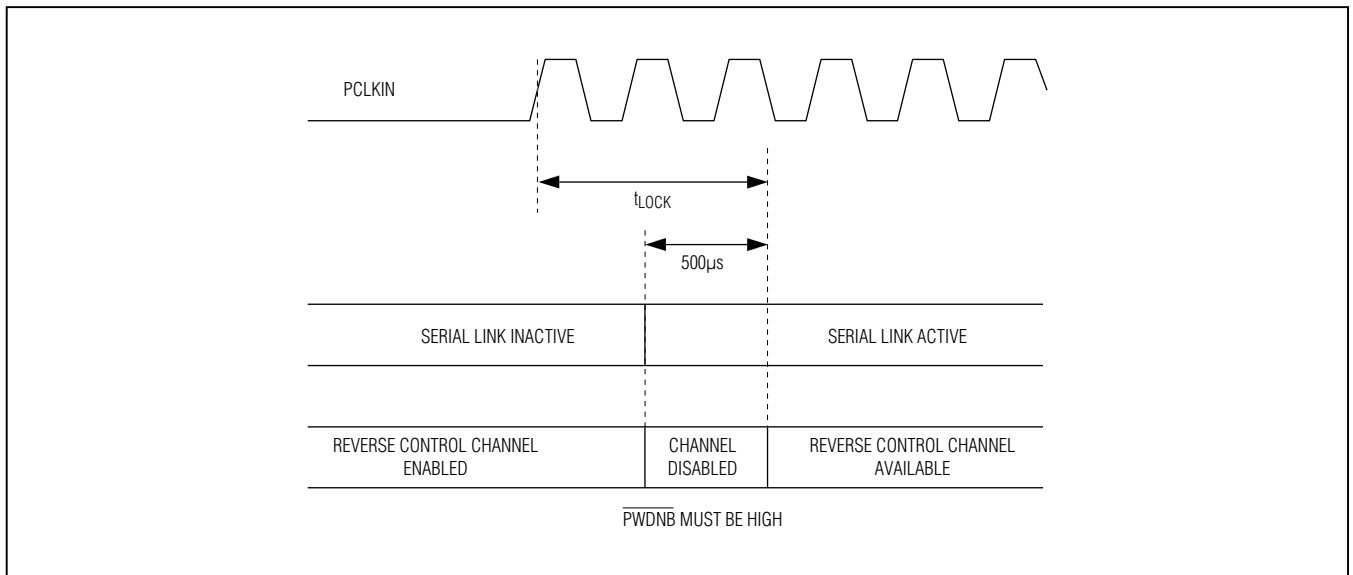 PCLKIN
tLOCK
500µs
SERIAL LINK INACTIVE
SERIAL LINK ACTIVE
REVERSE CONTROL CHANNEL
ENABLED
CHANNEL
DISABLED
REVERSE CONTROL CHANNEL
AVAILABLE
PWDNB MUST BE HIGH